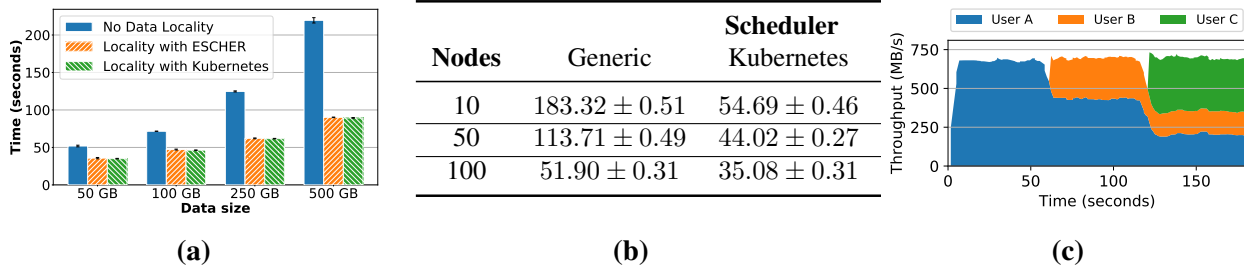 No Data Locality
Locality with ESCHER
Locality with Kubernetes
Time (seconds)
200
150
100
50
0
50 GB 100 GB 250 GB 500 GB
Data size
(a)
Scheduler
Nodes Generic Kubernetes
10 183.32 ± 0.51 54.69 ± 0.46
50 113.71 ± 0.49 44.02 ± 0.27
100 51.90 ± 0.31 35.08 ± 0.31
(b)
User A User B User C
Throughput (MB/s)
750
500
250
0
0 50 100 150
Time (seconds)
(c)